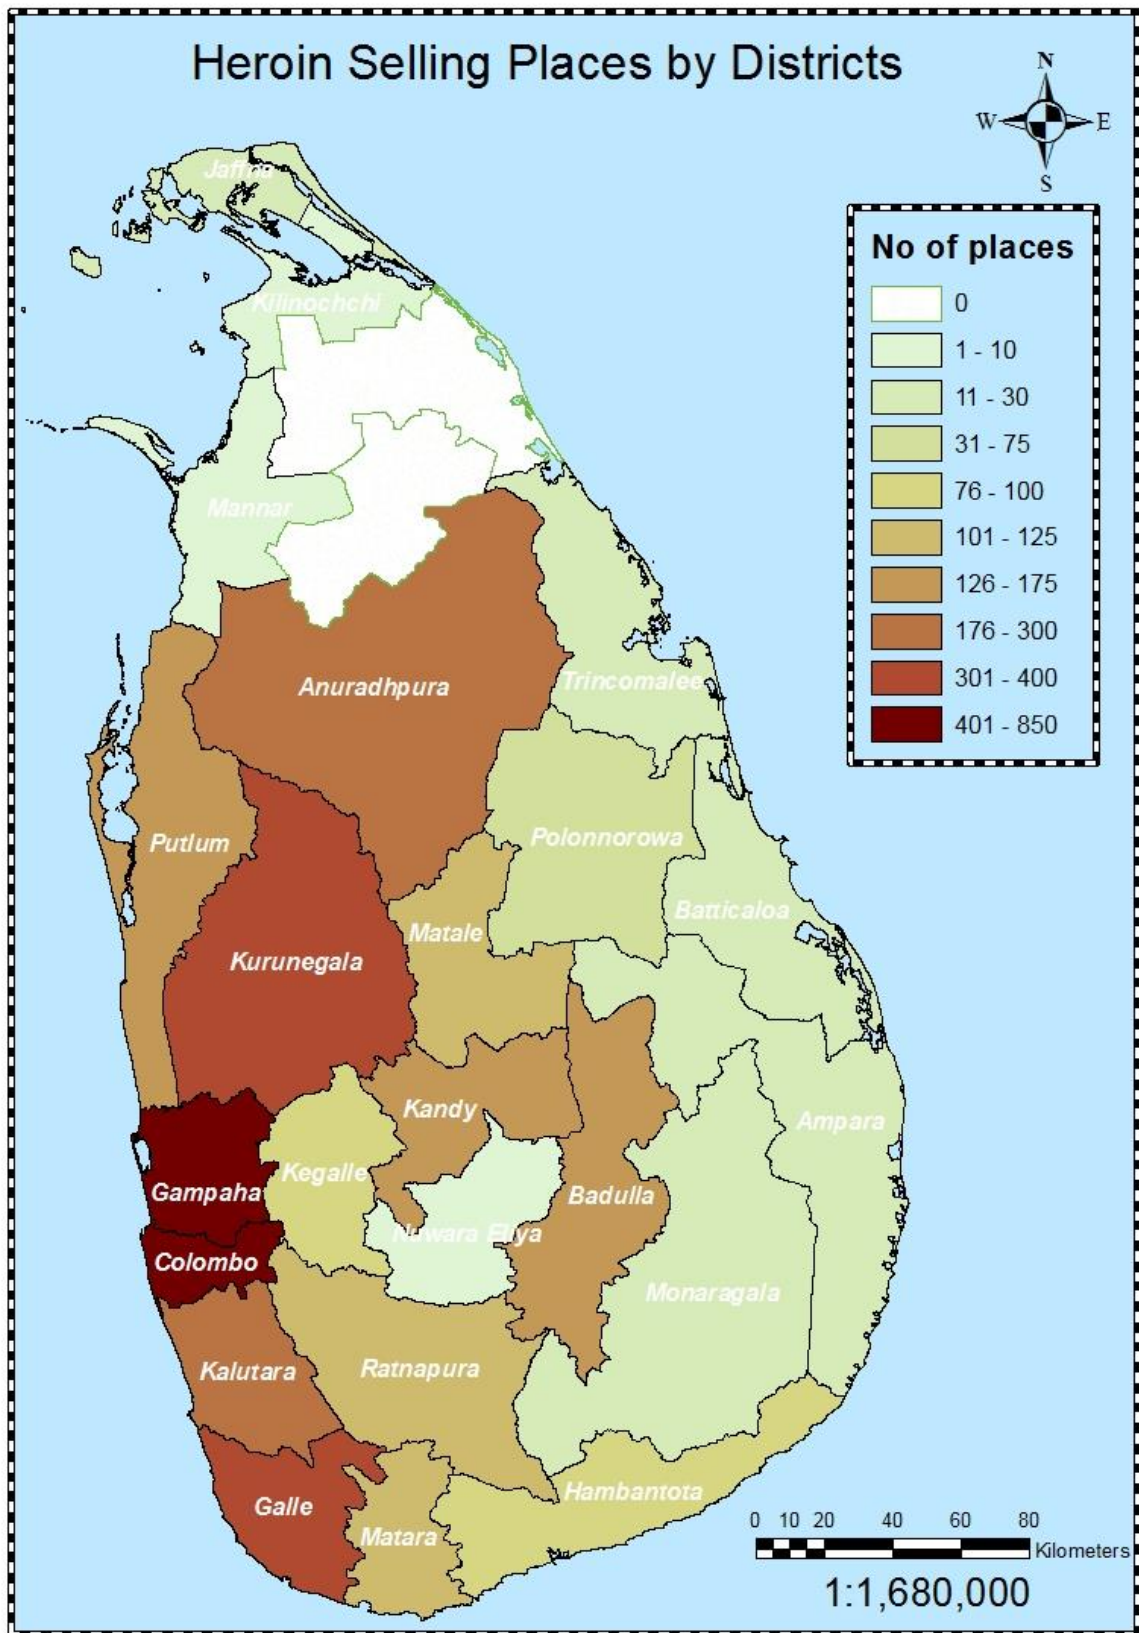 Heroin Selling Places by Districts
N
W E
S
Jaffna
No of places
0
1 - 10
11 - 30
31 - 75
76 - 100
101 - 125
126 - 175
176 - 300
301 - 400
401 - 850
Kilinochchi
Mannar
Anuradhpura
Trincomalee
Putlum
Polonnorowa
Batticaloa
Matale
Kurunegala
Kandy
Ampara
Kegalle
Gampaha
Badulla
Nuwara Eliya
Colombo
Monaragala
Kalutara
Ratnapura
Galle
Hambantota
Matara
0 10 20 40 60 80
Kilometers
1:1,680,000